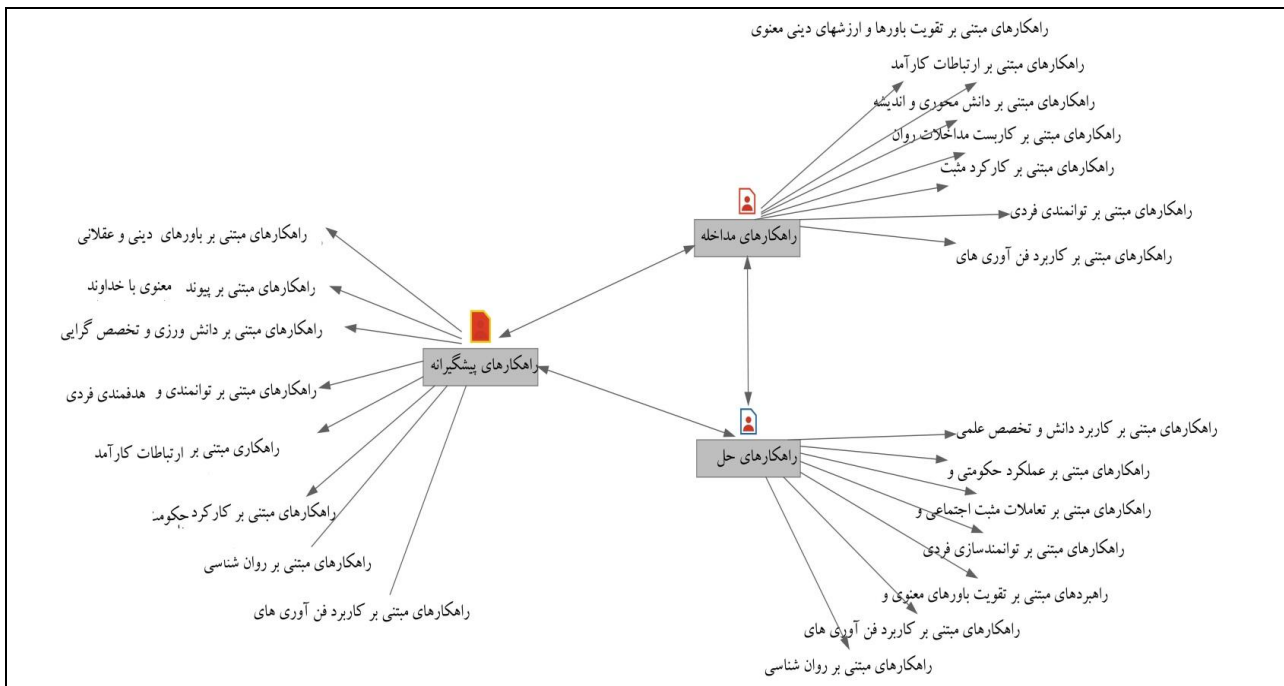 راهکارهای مبتنی بر تقویت باورها و ارزشهای دینی معنوی
راهکارهای مبتنی بر ارتباطات کارآمد
راهکارهای مبتنی بر دانش محوری و اندیشه
راهکارهای مبتنی بر کاربست مداخلات روان
راهکارهای مبتنی بر کارکرد مثبت
راهکارهای مبتنی بر توانمندی فردی
راهکارهای مبتنی بر کاربرد فن آوری های
راهکارهای مداخله
راهکارهای مبتنی بر باورهای دینی و عقلانی
راهکارهای مبتنی بر پیوند معنوی با خداوند
راهکارهای مبتنی بر دانش ورزی و تخصص گرایی
راهکارهای مبتنی بر توانمندی و هدفمندی فردی
راهکاری مبتنی بر ارتباطات کارآمد
راهکارهای مبتنی بر کارکرد
راهکارهای مبتنی بر روان شناسی
راهکارهای مبتنی بر کاربرد فن آوری های
راهکارهای پیشگیرانه
راهکارهای حل
راهکارهای مبتنی بر کاربرد دانش و تخصص علمی
راهکارهای مبتنی بر عملکرد حکومتی و
راهکارهای مبتنی بر تعاملات مثبت اجتماعی و
راهکارهای مبتنی بر توانمندسازی فردی
راهبردهای مبتنی بر تقویت باورهای معنوی و
راهکارهای مبتنی بر کاربرد فن آوری های
راهکارهای مبتنی بر روان شناسی